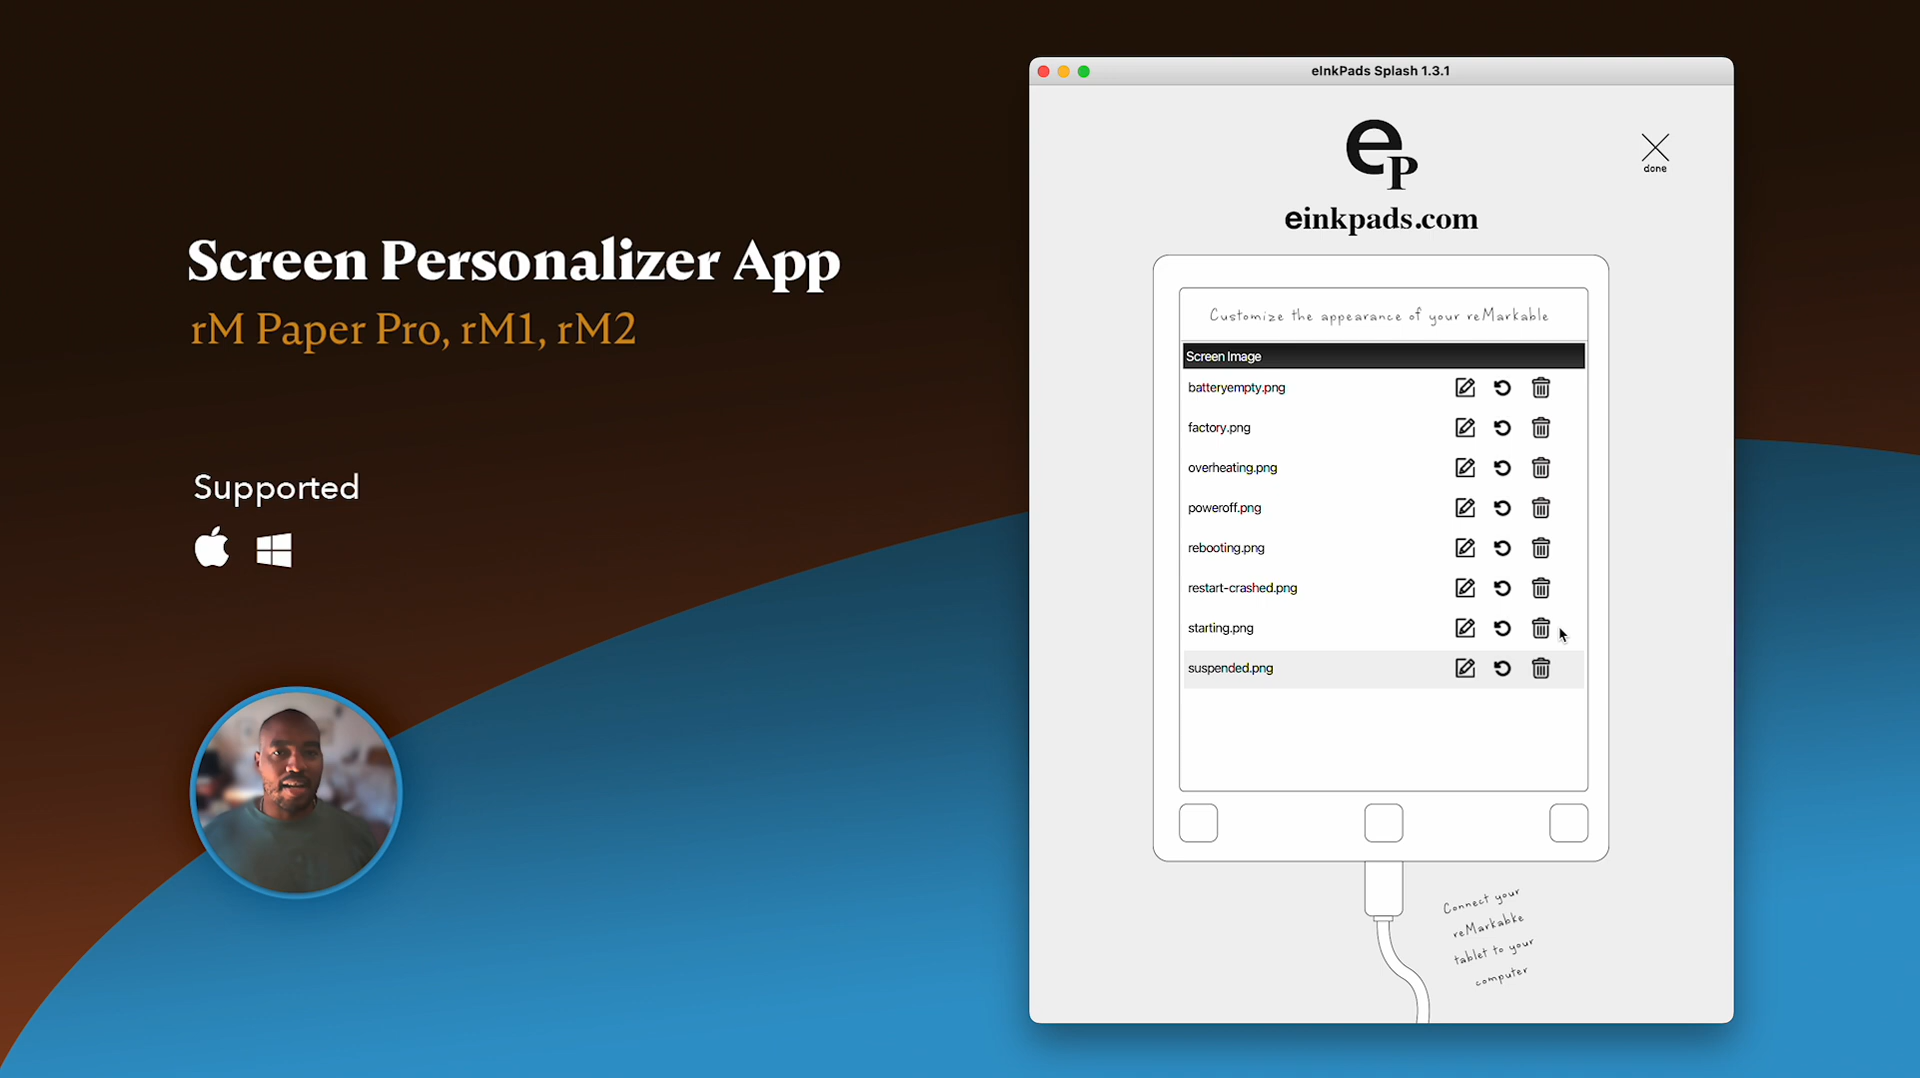 Screen Personalizer App
rM Paper Pro, rM1, rM2
Supported
eInkPads Splash 1.3.1
eP
done
einkpads.com
Customize the appearance of your reMarkable
Screen Image
batteryempty.png
factory.png
overheating.png
poweroff.png
rebooting.png
restart-crashed.png
starting.png
suspended.png
Connect your
reMarkabke
tablet to your
computer